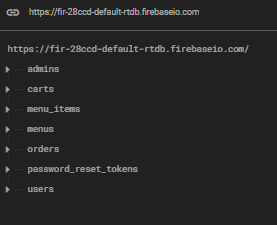 https://fir-28ccd-default-rtdb.firebaseio.com
https://fir-28ccd-default-rtdb.firebaseio.com/
admins
carts
menu_items
menus
orders
password_reset_tokens
users